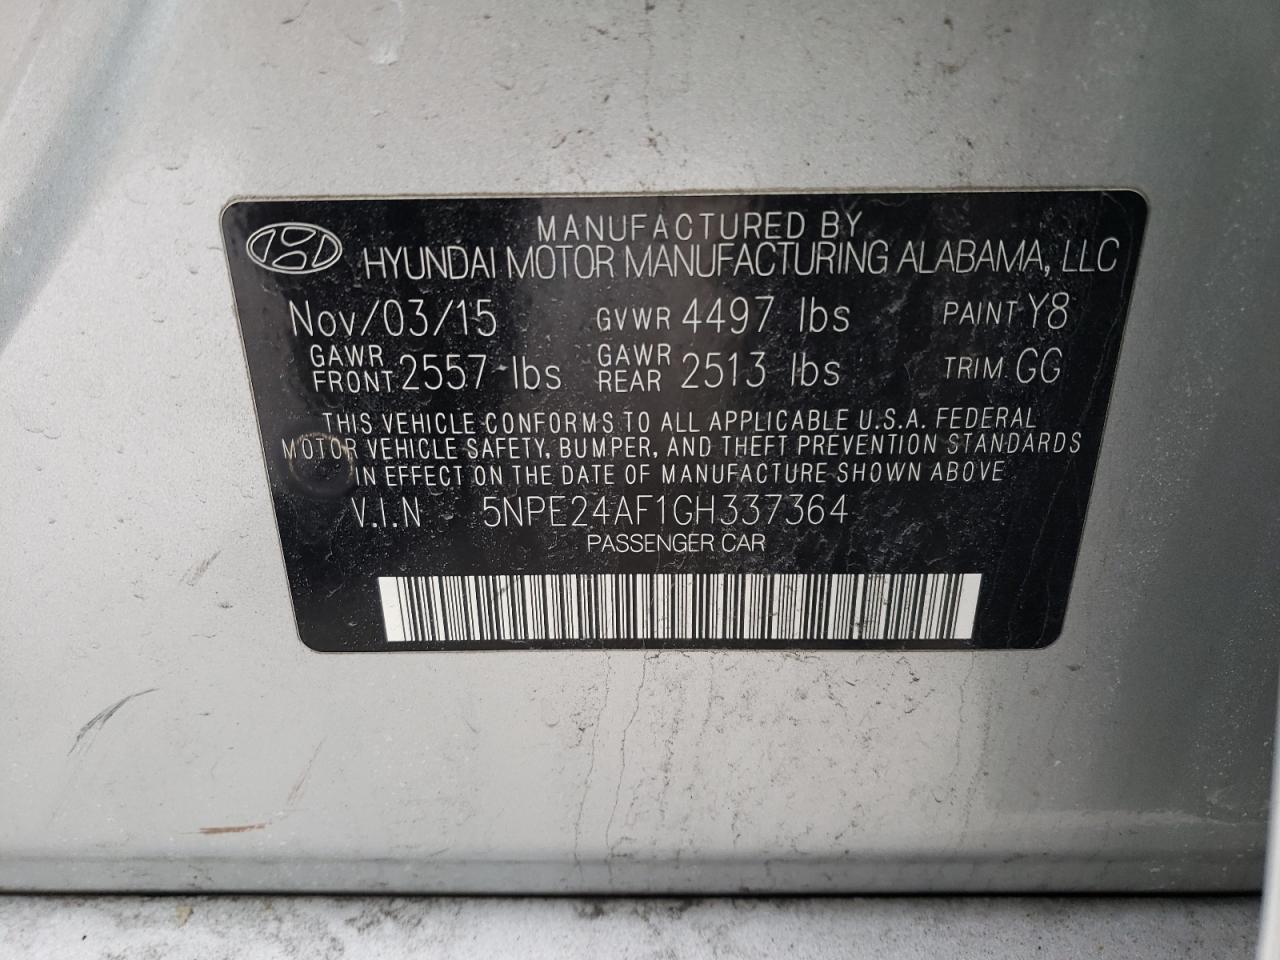 MANUFACTURED BY
HYUNDAI MOTOR MANUFACTURING ALABAMA, LLC
Nov/03/15 GVWR 4497 lbs PAINT Y8
GAWR FRONT 2557 lbs GAWR REAR 2513 lbs TRIM GG
THIS VEHICLE CONFORMS TO ALL APPLICABLE U.S.A. FEDERAL
MOTOR VEHICLE SAFETY, BUMPER, AND THEFT PREVENTION STANDARDS
IN EFFECT ON THE DATE OF MANUFACTURE SHOWN ABOVE
V.I.N 5NPE24AF1GH337364
PASSENGER CAR